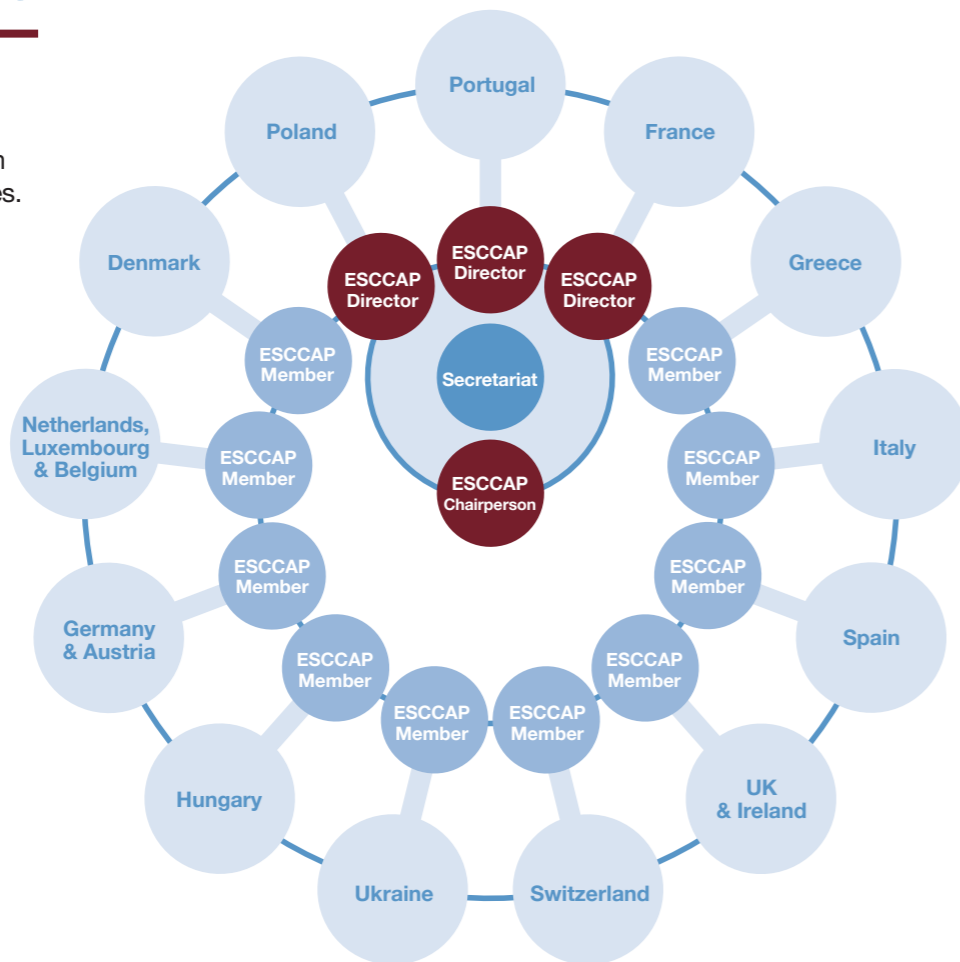 es.
Portugal
Poland
France
Denmark
Greece
Netherlands,
Luxembourg
& Belgium
Italy
Germany
& Austria
Spain
Hungary
UK
& Ireland
Ukraine
Switzerland
ESCCAP
Director
ESCCAP
Director
ESCCAP
Director
Secretariat
ESCCAP
Chairperson
ESCCAP
Member
ESCCAP
Member
ESCCAP
Member
ESCCAP
Member
ESCCAP
Member
ESCCAP
Member
ESCCAP
Member
ESCCAP
Member
ESCCAP
Member
ESCCAP
Member